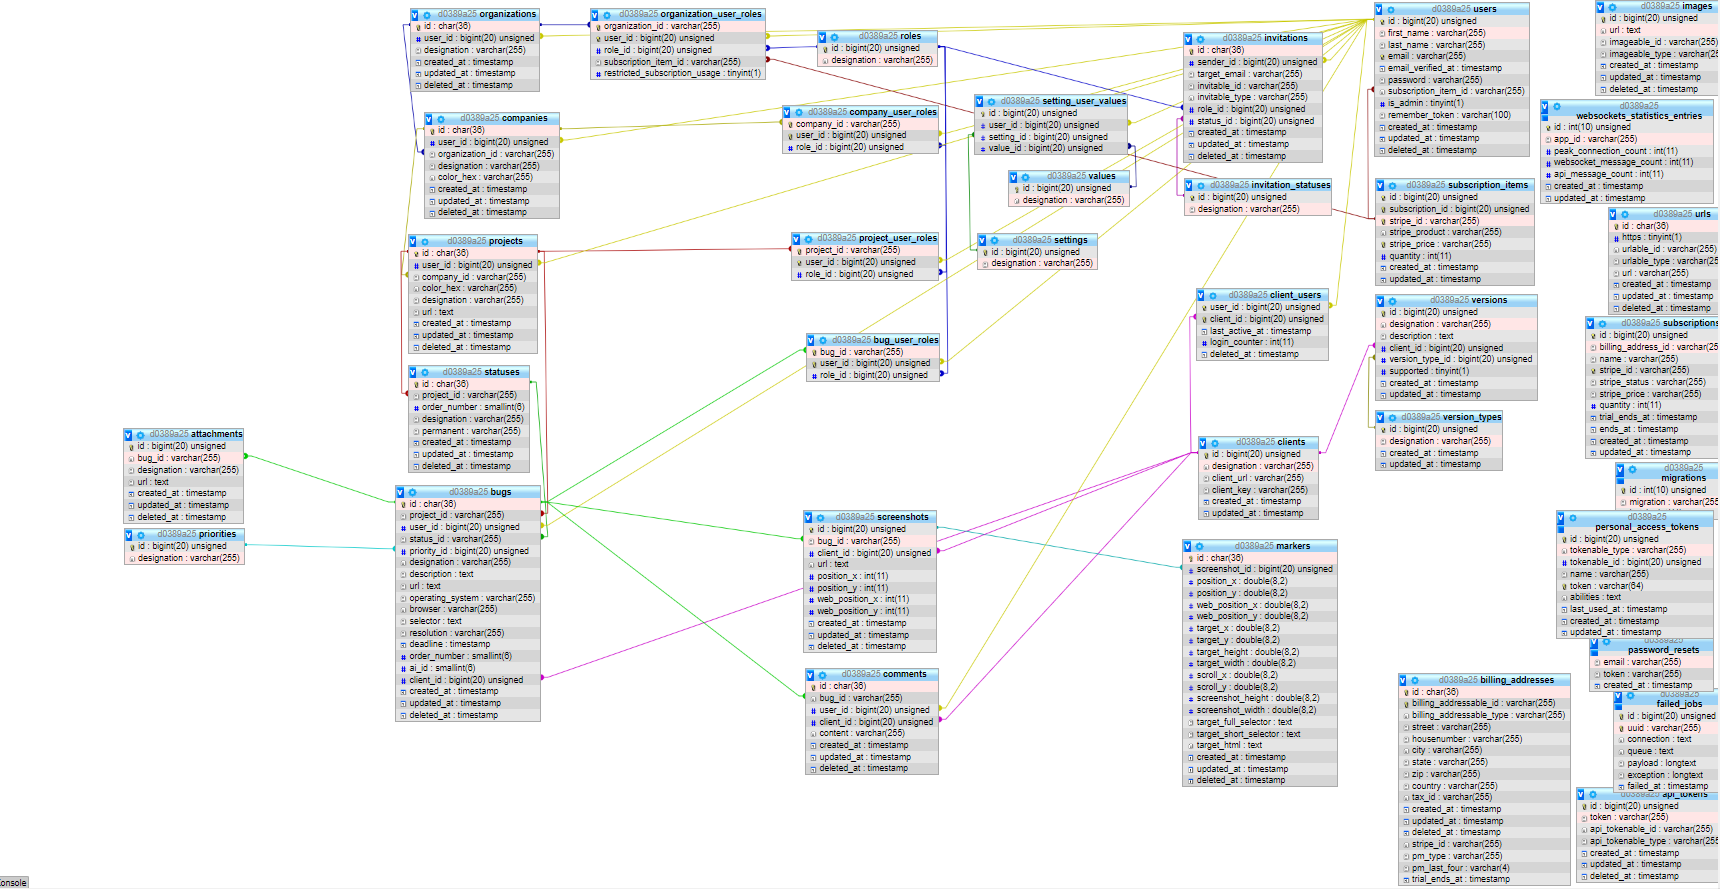 d0389a25 organizations
id : char(36)
user_id : bigint(20) unsigned
designation : varchar(255)
created_at : timestamp
updated_at : timestamp
deleted_at : timestamp
d0389a25 organization_user_roles
organization_id : varchar(255)
user_id : bigint(20) unsigned
role_id : bigint(20) unsigned
subscription_item_id : varchar(255)
restricted_subscription_usage : tinyint(1)
d0389a25 roles
id : bigint(20) unsigned
designation : varchar(255)
d0389a25 companies
id : char(36)
user_id : bigint(20) unsigned
organization_id : varchar(255)
designation : varchar(255)
color_hex : varchar(255)
created_at : timestamp
updated_at : timestamp
deleted_at : timestamp
d0389a25 company_user_roles
company_id : varchar(255)
user_id : bigint(20) unsigned
role_id : bigint(20) unsigned
d0389a25 setting_user_values
id : bigint(20) unsigned
user_id : bigint(20) unsigned
setting_id : bigint(20) unsigned
value_id : bigint(20) unsigned
d0389a25 values
id : bigint(20) unsigned
designation : varchar(255)
d0389a25 settings
id : bigint(20) unsigned
designation : varchar(255)
d0389a25 invitations
id : char(36)
sender_id : bigint(20) unsigned
target_email : varchar(255)
invitable_id : varchar(255)
invitable_type : varchar(255)
role_id : bigint(20) unsigned
status_id : bigint(20) unsigned
created_at : timestamp
updated_at : timestamp
deleted_at : timestamp
d0389a25 invitation_statuses
id : bigint(20) unsigned
designation : varchar(255)
d0389a25 users
id : bigint(20) unsigned
first_name : varchar(255)
last_name : varchar(255)
email : varchar(255)
email_verified_at : timestamp
password : varchar(255)
subscription_item_id : varchar(255)
is_admin : tinyint(1)
remember_token : varchar(100)
created_at : timestamp
updated_at : timestamp
deleted_at : timestamp
d0389a25 images
id : bigint(20) unsigned
url : text
imageable_id : varchar(255)
imageable_type : varchar(255)
created_at : timestamp
updated_at : timestamp
deleted_at : timestamp
d0389a25
websockets_statistics_entries
id : int(10) unsigned
app_id : varchar(255)
peak_connection_count : int(11)
websocket_message_count : int(11)
api_message_count : int(11)
created_at : timestamp
updated_at : timestamp
d0389a25 subscription_items
id : bigint(20) unsigned
subscription_id : bigint(20) unsigned
stripe_id : varchar(255)
stripe_product : varchar(255)
stripe_price : varchar(255)
quantity : int(11)
created_at : timestamp
updated_at : timestamp
d0389a25 urls
id : char(36)
https : tinyint(1)
urlable_id : varchar(255)
urlable_type : varchar(255)
url : varchar(255)
created_at : timestamp
updated_at : timestamp
deleted_at : timestamp
d0389a25 projects
id : char(36)
user_id : bigint(20) unsigned
company_id : varchar(255)
color_hex : varchar(255)
designation : varchar(255)
url : text
created_at : timestamp
updated_at : timestamp
deleted_at : timestamp
d0389a25 project_user_roles
project_id : varchar(255)
user_id : bigint(20) unsigned
role_id : bigint(20) unsigned
d0389a25 client_users
user_id : bigint(20) unsigned
client_id : bigint(20) unsigned
last_active_at : timestamp
login_counter : int(11)
deleted_at : timestamp
d0389a25 versions
id : bigint(20) unsigned
designation : varchar(255)
description : text
client_id : bigint(20) unsigned
version_type_id : bigint(20) unsigned
supported : tinyint(1)
created_at : timestamp
updated_at : timestamp
d0389a25 subscriptions
id : bigint(20) unsigned
billing_address_id : varchar(25
name : varchar(255)
stripe_id : varchar(255)
stripe_status : varchar(255)
stripe_price : varchar(255)
quantity : int(11)
trial_ends_at : timestamp
ends_at : timestamp
created_at : timestamp
updated_at : timestamp
d0389a25 statuses
id : char(36)
project_id : varchar(255)
order_number : smallint(6)
designation : varchar(255)
permanent : varchar(255)
created_at : timestamp
updated_at : timestamp
deleted_at : timestamp
d0389a25 bug_user_roles
bug_id : varchar(255)
user_id : bigint(20) unsigned
role_id : bigint(20) unsigned
d0389a25 version_types
id : bigint(20) unsigned
designation : varchar(255)
created_at : timestamp
updated_at : timestamp
d0389a25 attachments
id : bigint(20) unsigned
bug_id : varchar(255)
designation : varchar(255)
url : text
created_at : timestamp
updated_at : timestamp
deleted_at : timestamp
d0389a25 priorities
id : bigint(20) unsigned
designation : varchar(255)
d0389a25 clients
id : bigint(20) unsigned
designation : varchar(255)
client_url : varchar(255)
client_key : varchar(255)
created_at : timestamp
updated_at : timestamp
d0389a25
migrations
id : int(10) unsigned
migration : varchar(255
d0389a25 bugs
id : char(36)
project_id : varchar(255)
user_id : bigint(20) unsigned
status_id : varchar(255)
priority_id : bigint(20) unsigned
designation : varchar(255)
description : text
url : text
operating_system : varchar(255)
browser : varchar(255)
selector : text
resolution : varchar(255)
deadline : timestamp
order_number : smallint(6)
ai_id : smallint(6)
client_id : bigint(20) unsigned
created_at : timestamp
updated_at : timestamp
deleted_at : timestamp
d0389a25 screenshots
id : bigint(20) unsigned
bug_id : varchar(255)
client_id : bigint(20) unsigned
url : text
position_x : int(11)
position_y : int(11)
web_position_x : int(11)
web_position_y : int(11)
created_at : timestamp
updated_at : timestamp
deleted_at : timestamp
d0389a25 comments
id : char(36)
bug_id : varchar(255)
user_id : bigint(20) unsigned
client_id : bigint(20) unsigned
content : varchar(255)
created_at : timestamp
updated_at : timestamp
deleted_at : timestamp
d0389a25 markers
id : char(36)
screenshot_id : bigint(20) unsigned
position_x : double(8,2)
position_y : double(8,2)
web_position_x : double(8,2)
web_position_y : double(8,2)
target_x : double(8,2)
target_y : double(8,2)
target_height : double(8,2)
target_width : double(8,2)
scroll_x : double(8,2)
scroll_y : double(8,2)
screenshot_height : double(8,2)
screenshot_width : double(8,2)
target_full_selector : text
target_short_selector : text
target_html : text
created_at : timestamp
updated_at : timestamp
deleted_at : timestamp
d0389a25
personal_access_tokens
id : bigint(20) unsigned
tokenable_type : varchar(255)
tokenable_id : bigint(20) unsigned
name : varchar(255)
token : varchar(64)
abilities : text
last_used_at : timestamp
created_at : timestamp
updated_at : timestamp
d0389a25
password_resets
email : varchar(255)
token : varchar(255)
created_at : timestamp
d0389a25 billing_addresses
id : char(36)
billing_addressable_id : varchar(255)
billing_addressable_type : varchar(255)
street : varchar(255)
housenumber : varchar(255)
city : varchar(255)
state : varchar(255)
zip : varchar(255)
country : varchar(255)
tax_id : varchar(255)
created_at : timestamp
updated_at : timestamp
deleted_at : timestamp
stripe_id : varchar(255)
pm_type : varchar(255)
pm_last_four : varchar(4)
trial_ends_at : timestamp
d0389a25
failed_jobs
id : bigint(20) unsigned
uuid : varchar(255)
connection : text
queue : text
payload : longtext
exception : longtext
failed_at : timestamp
d0389a25 api_tokens
id : bigint(20) unsigned
token : varchar(255)
api_tokenable_id : varchar(255)
api_tokenable_type : varchar(255
created_at : timestamp
updated_at : timestamp
deleted_at : timestamp
onsole